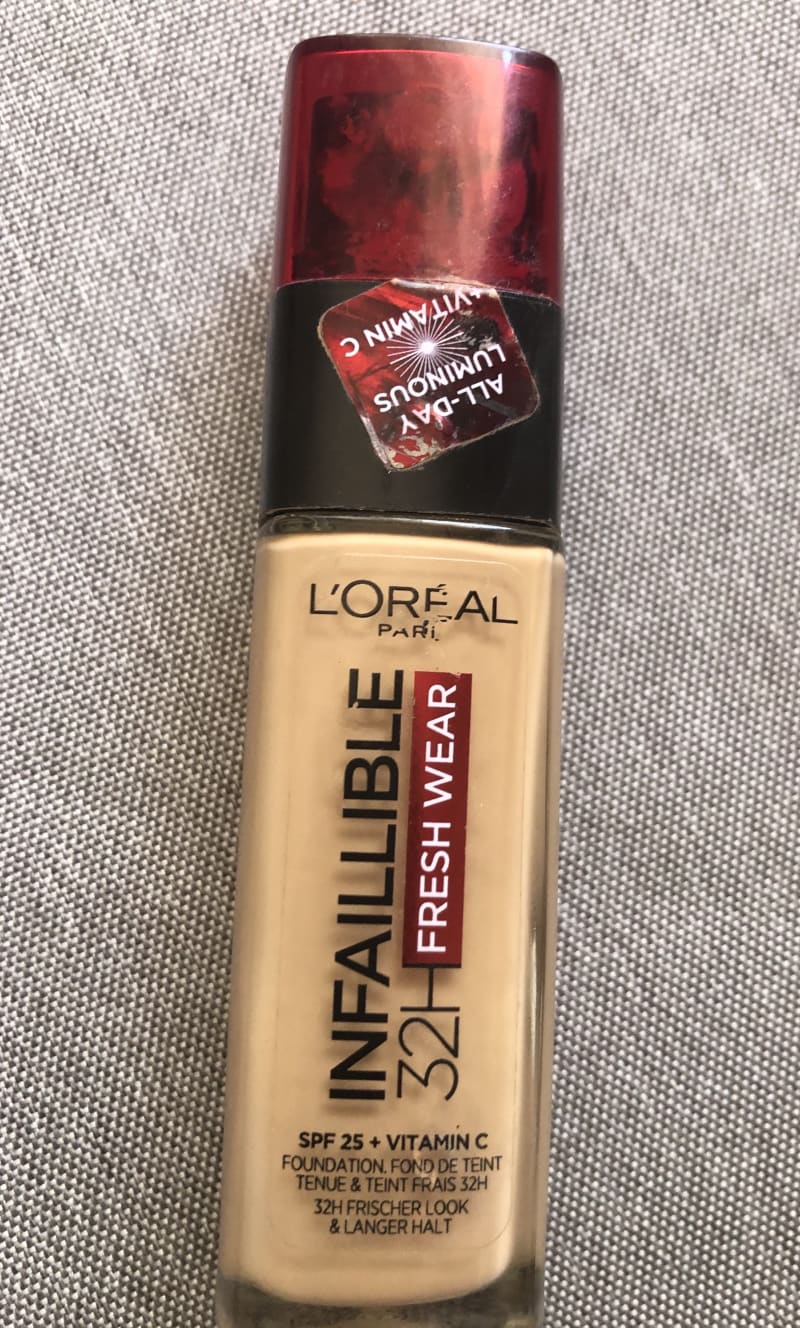 ALL-DAY
LUMINOUS
+VITAMIN C
L'ORÉAL
PARI
INFAILLIBLE
32H FRESH WEAR
SPF 25 + VITAMIN C
FOUNDATION. FOND DE TEINT
TENUE & TEINT FRAIS 32H
32H FRISCHER LOOK
& LANGER HALT